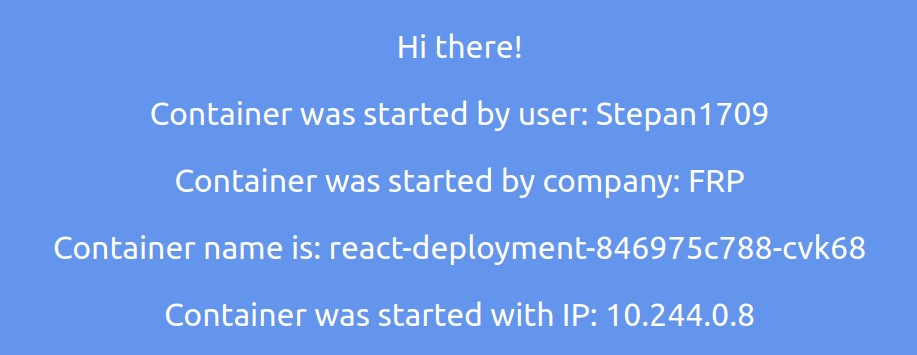 Hi there!
Container was started by user: Stepan1709
Container was started by company: FRP
Container name is: react-deployment-846975c788-cvk68
Container was started with IP: 10.244.0.8